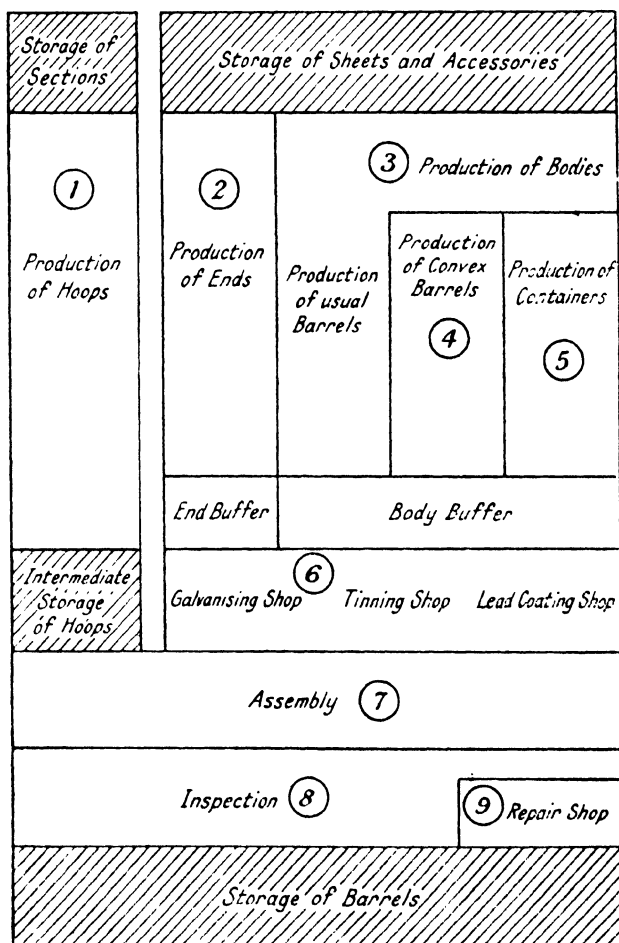 Storage of
Sections
Storage of Sheets and Accessories
1
Production
of Hoops
2
Production
of Ends
3 Production of Bodies
Production
of usual
Barrels
Production
of Convex
Barrels
4
Production of
Containers
5
End Buffer
Body Buffer
Intermediate
Storage
of Hoops
6
Galvanising Shop
Tinning Shop
Lead Coating Shop
Assembly 7
Inspection 8
9 Repair Shop
Storage of Barrels